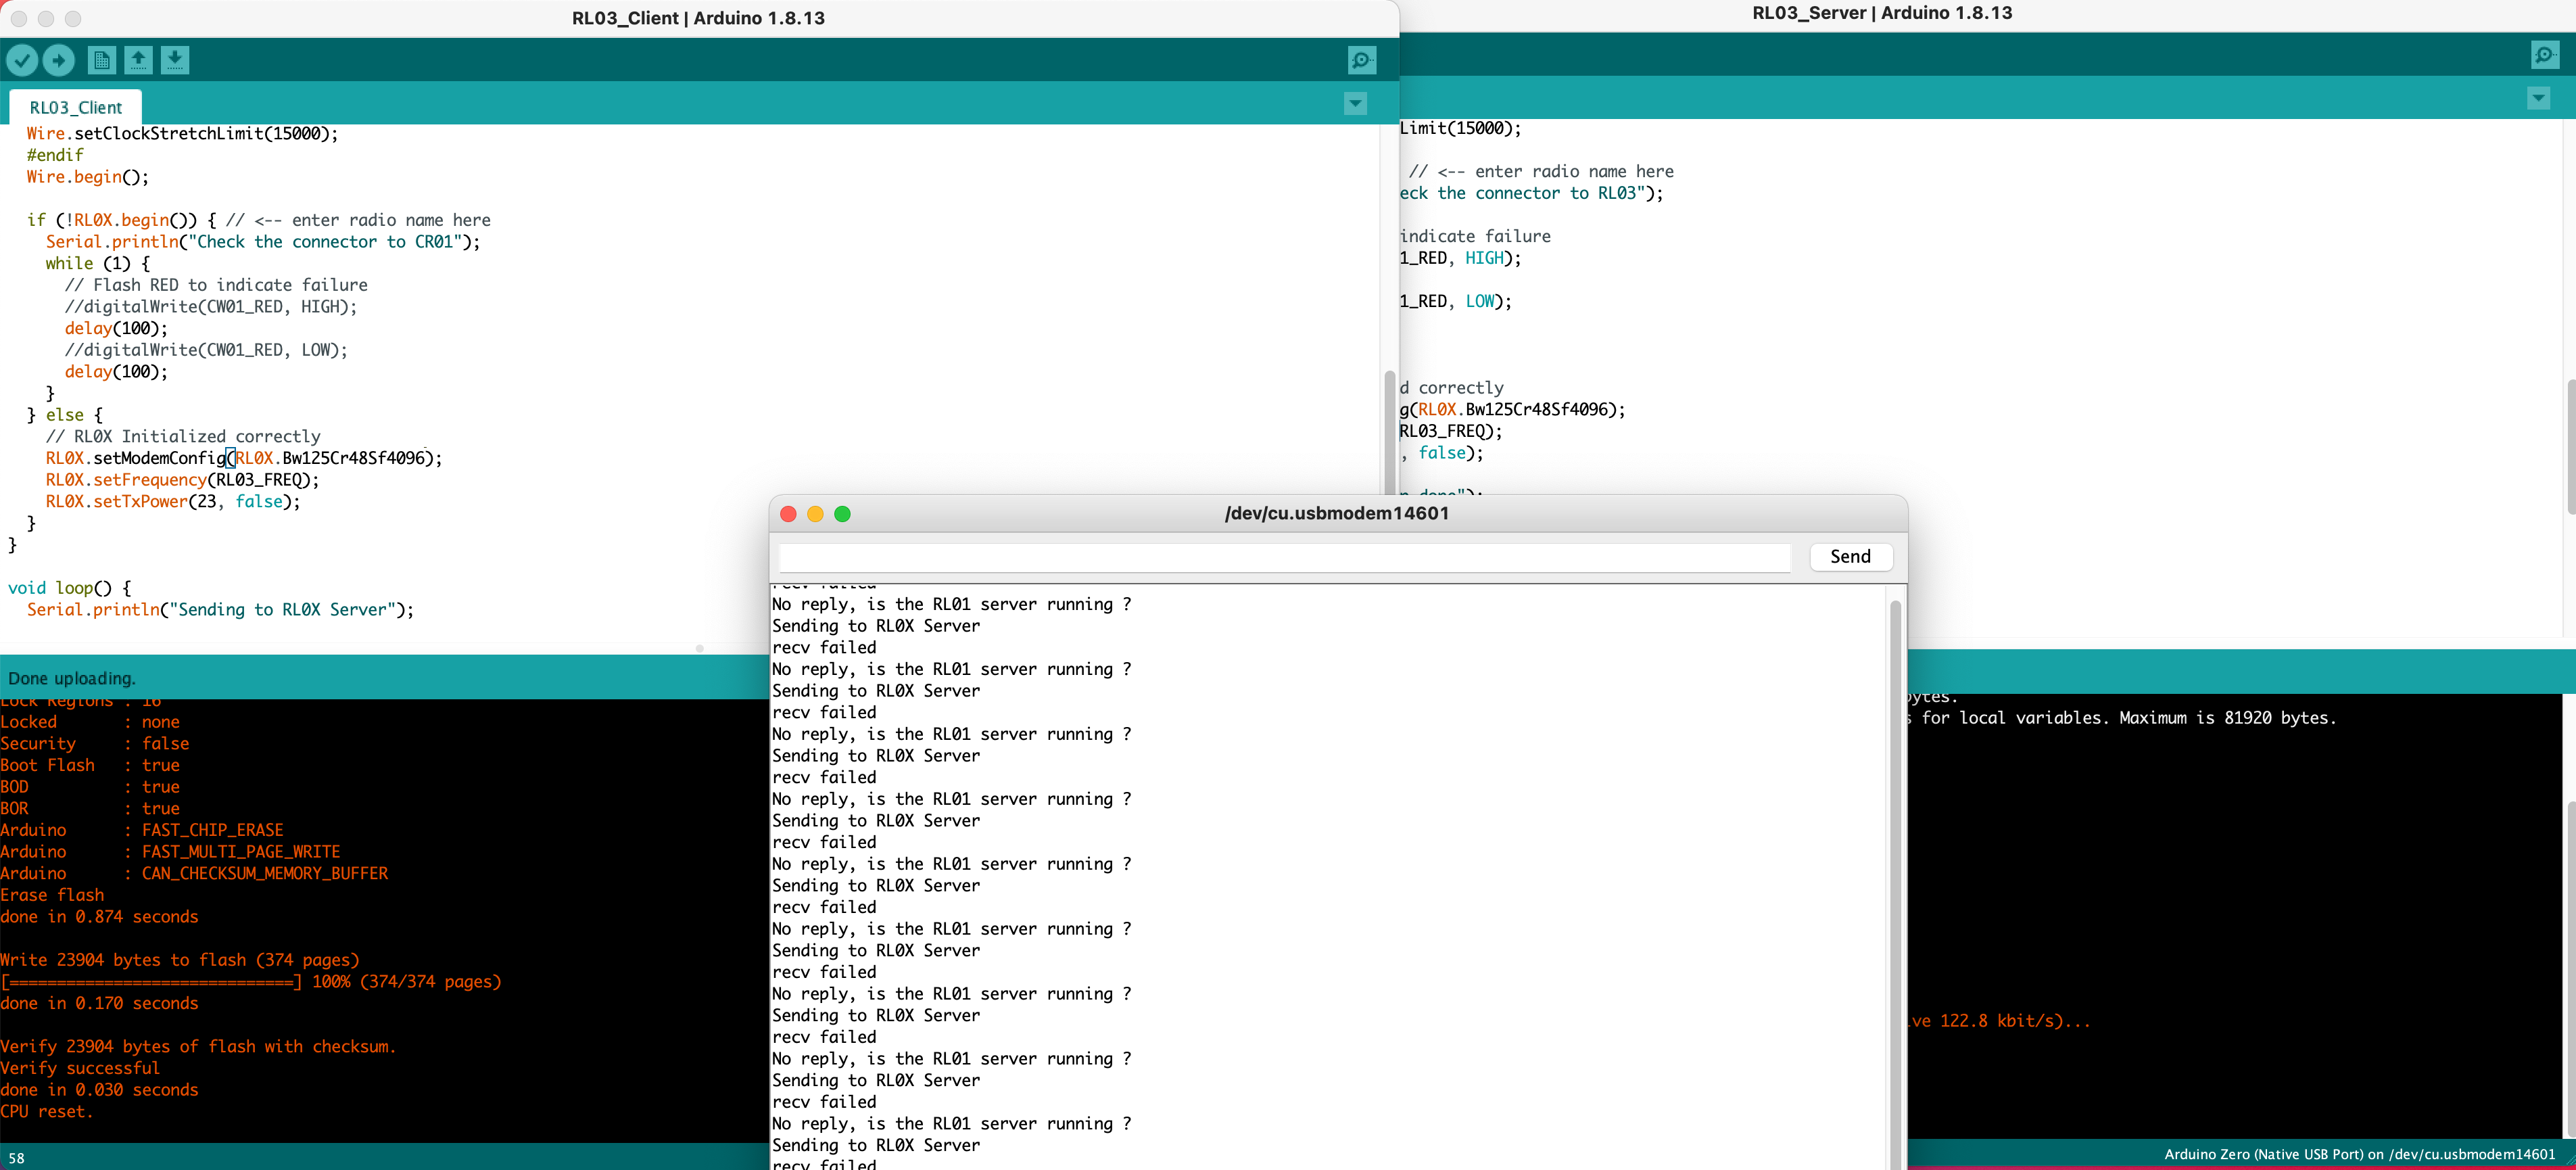 RL03_Client | Arduino 1.8.13
RL03_Client
Wire.setClockStretchLimit(15000);
#endif
Wire.begin();
if (!RL0X.begin()) { // <-- enter radio name here
Serial.println("Check the connector to CR01");
while (1) {
// Flash RED to indicate failure
//digitalWrite(CW01_RED, HIGH);
delay(100);
//digitalWrite(CW01_RED, LOW);
delay(100);
}
} else {
// RL0X Initialized correctly
RL0X.setModemConfig(RL0X.Bw125Cr48Sf4096);
RL0X.setFrequency(RL03_FREQ);
RL0X.setTxPower(23, false);
}
}
void loop() {
Serial.println("Sending to RL0X Server");
Done uploading.
Lock Regions : 16
Locked : none
Security : false
Boot Flash : true
BOD : true
BOR : true
Arduino : FAST_CHIP_ERASE
Arduino : FAST_MULTI_PAGE_WRITE
Arduino : CAN_CHECKSUM_MEMORY_BUFFER
Erase flash
done in 0.874 seconds
Write 23904 bytes to flash (374 pages)
[==============================] 100% (374/374 pages)
done in 0.170 seconds
Verify 23904 bytes of flash with checksum.
Verify successful
done in 0.030 seconds
CPU reset.
58
RL03_Server | Arduino 1.8.13
Limit(15000);
// <-- enter radio name here
eck the connector to RL03");
indicate failure
1_RED, HIGH);
1_RED, LOW);
d correctly
g(RL0X.Bw125Cr48Sf4096);
RL03_FREQ);
, false);
n done");
bytes.
s for local variables. Maximum is 81920 bytes.
ve 122.8 kbit/s)...
Arduino Zero (Native USB Port) on /dev/cu.usbmodem14601
/dev/cu.usbmodem14601
Send
recv failed
No reply, is the RL01 server running ?
Sending to RL0X Server
recv failed
No reply, is the RL01 server running ?
Sending to RL0X Server
recv failed
No reply, is the RL01 server running ?
Sending to RL0X Server
recv failed
No reply, is the RL01 server running ?
Sending to RL0X Server
recv failed
No reply, is the RL01 server running ?
Sending to RL0X Server
recv failed
No reply, is the RL01 server running ?
Sending to RL0X Server
recv failed
No reply, is the RL01 server running ?
Sending to RL0X Server
recv failed
No reply, is the RL01 server running ?
Sending to RL0X Server
recv failed
No reply, is the RL01 server running ?
Sending to RL0X Server
recv failed